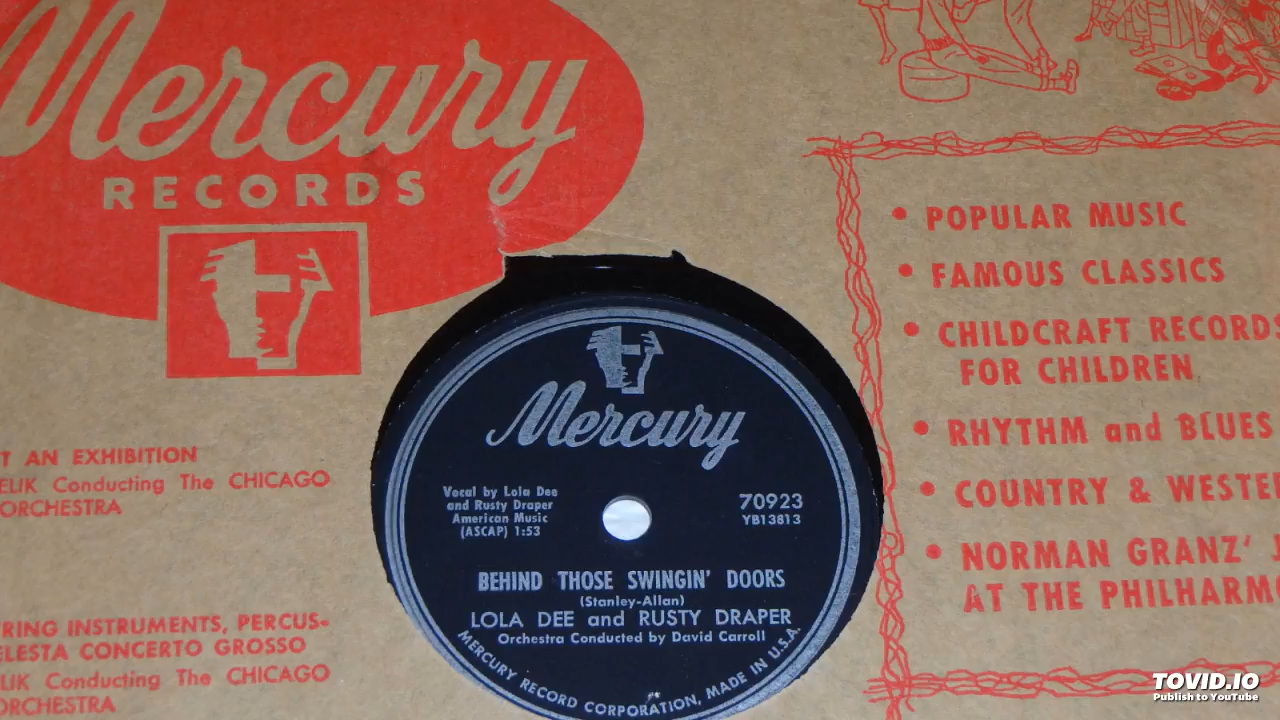 Mercury
RECORDS
T AN EXHIBITION
ELIK Conducting The CHICAGO
ORCHESTRA
RING INSTRUMENTS, PERCUS-
ELESTA CONCERTO GROSSO
LIK Conducting The CHICAGO
ORCHESTRA
Mercury
Vocal by Lola Dee
and Rusty Draper
American Music
(ASCAP) 1:53
70923
YB13813
BEHIND THOSE SWINGIN' DOORS
(Stanley-Allan)
LOLA DEE and RUSTY DRAPER
Orchestra Conducted by David Carroll
MERCURY RECORD CORPORATION, MADE IN U.S.A.
• POPULAR MUSIC
• FAMOUS CLASSICS
• CHILDCRAFT RECORDS
FOR CHILDREN
• RHYTHM and BLUES
• COUNTRY & WESTE
• NORMAN GRANZ' J
AT THE PHILHARM
TOVID.IO
Publish to YouTube